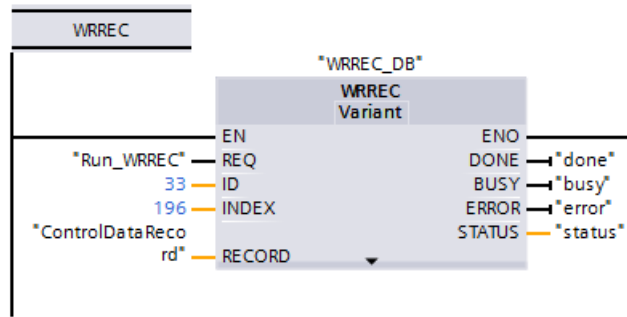 WRREC
"WRREC_DB"
WRREC
Variant
EN ENO
"Run_WRREC" REQ DONE "done"
33 ID BUSY "busy"
196 INDEX ERROR "error"
"ControlDataReco STATUS "status"
rd" RECORD